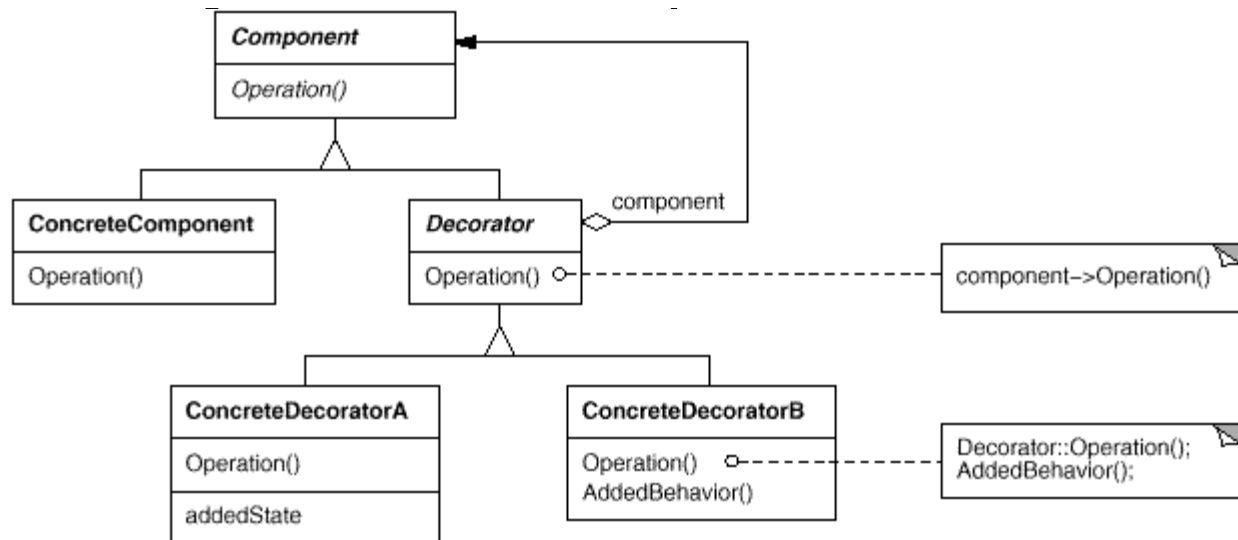 Component
Operation()
component
ConcreteComponent
Operation()
Decorator
Operation()
component->Operation()
ConcreteDecoratorA
Operation()
addedState
ConcreteDecoratorB
Operation()
AddedBehavior()
Decorator::Operation();
AddedBehavior();